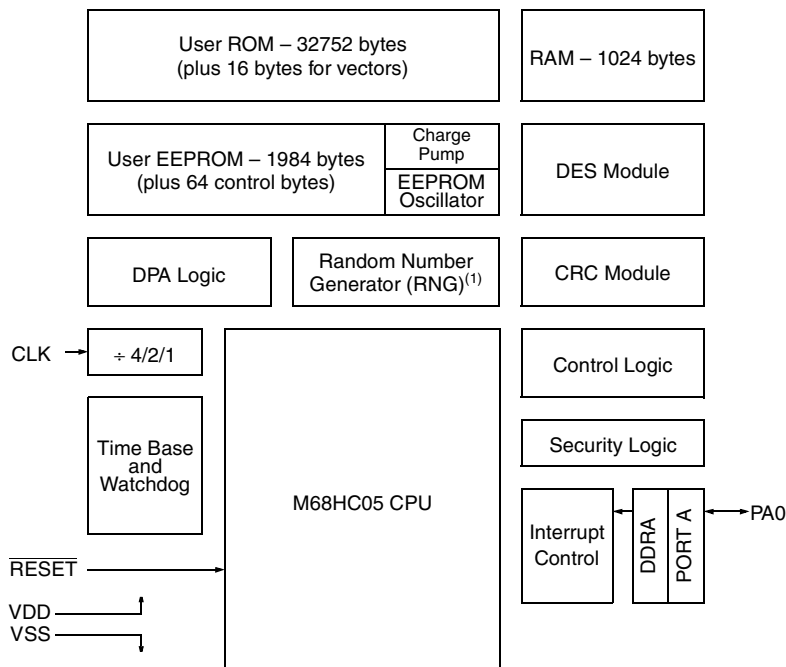 User ROM – 32752 bytes
(plus 16 bytes for vectors)
RAM – 1024 bytes
User EEPROM – 1984 bytes
(plus 64 control bytes)
Charge
Pump
EEPROM
Oscillator
DES Module
DPA Logic
Random Number
Generator (RNG)(1)
CRC Module
CLK
÷ 4/2/1
Control Logic
Time Base
and
Watchdog
M68HC05 CPU
Security Logic
Interrupt
Control
DDRA
PORT A
PA0
RESET
VDD
VSS